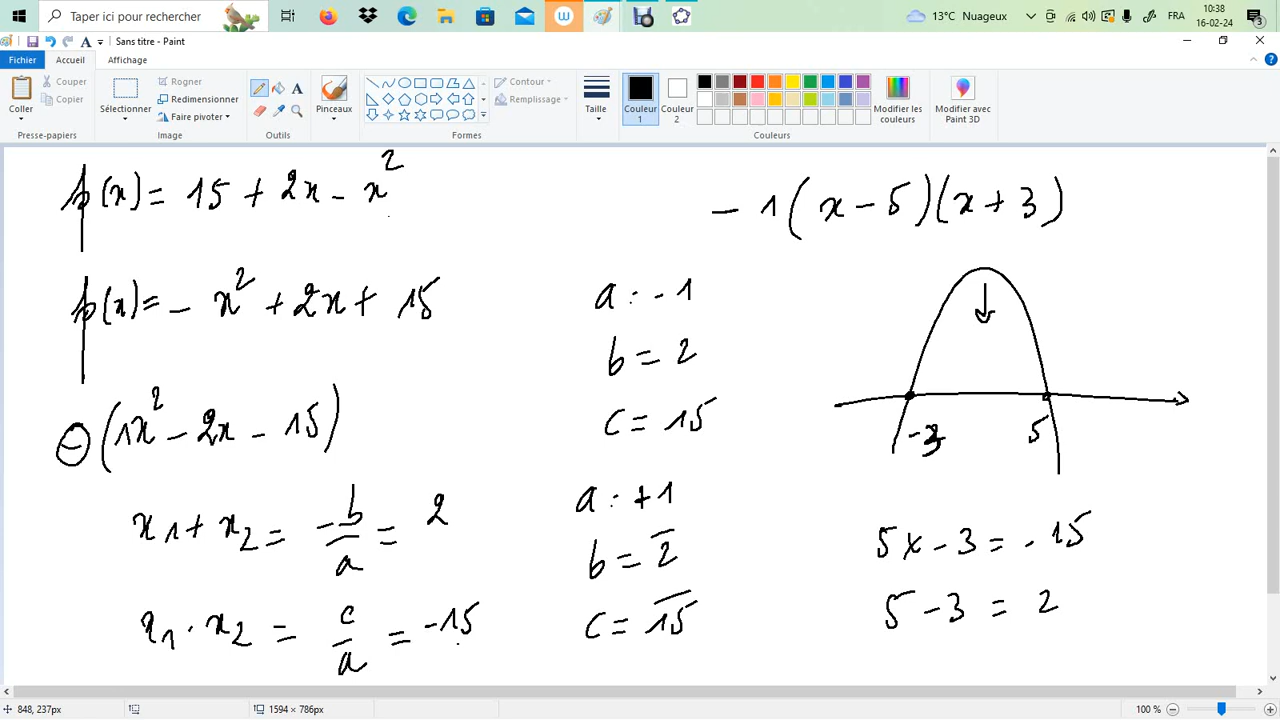 Taper ici pour rechercher
13°C Nuageux
FRA
10:38
16-02-24
3
Sans titre - Paint
Fichier
Accueil
Affichage
Coller
Couper
Copier
Presse-papiers
Sélectionner
Rogner
Redimensionner
Faire pivoter
Image
A
Outils
Pinceaux
Contour
Remplissage
Formes
Taille
Couleur 1
Couleur 2
Modifier les couleurs
Modifier avec Paint 3D
Couleurs
p(x) = 15 + 2x - x²
- 1(x - 5)(x + 3)
p(x) = - x² + 2x + 15
a : - 1
b = 2
c = 15
-3
5
⊖(1x² - 2x - 15)
x₁ + x₂ = -b/a = 2
x₁ · x₂ = c/a = -15
a : +1
b = ‾2
c = ‾15
5 x - 3 = - 15
5 - 3 = 2
848, 237px
1594 × 786px
100 %